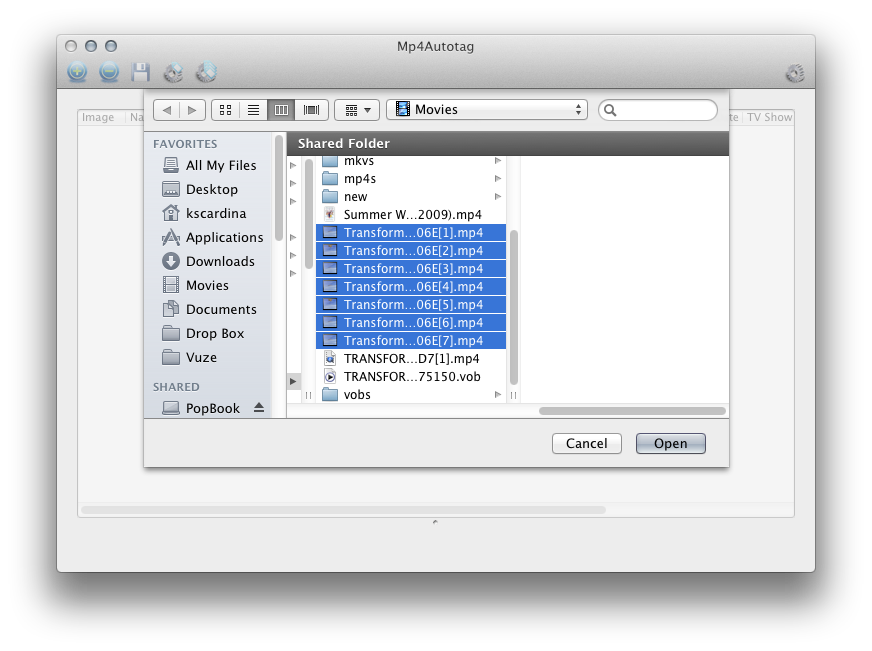 Mp4Autotag
Movies
Image
Na
te
TV Show
FAVORITES
All My Files
Desktop
kscardina
Applications
Downloads
Movies
Documents
Drop Box
Vuze
SHARED
PopBook
Shared Folder
mkvs
mp4s
new
Summer W...2009).mp4
Transform...06E[1].mp4
Transform...06E[2].mp4
Transform...06E[3].mp4
Transform...06E[4].mp4
Transform...06E[5].mp4
Transform...06E[6].mp4
Transform...06E[7].mp4
TRANSFOR...D7[1].mp4
TRANSFOR...75150.vob
vobs
Cancel
Open